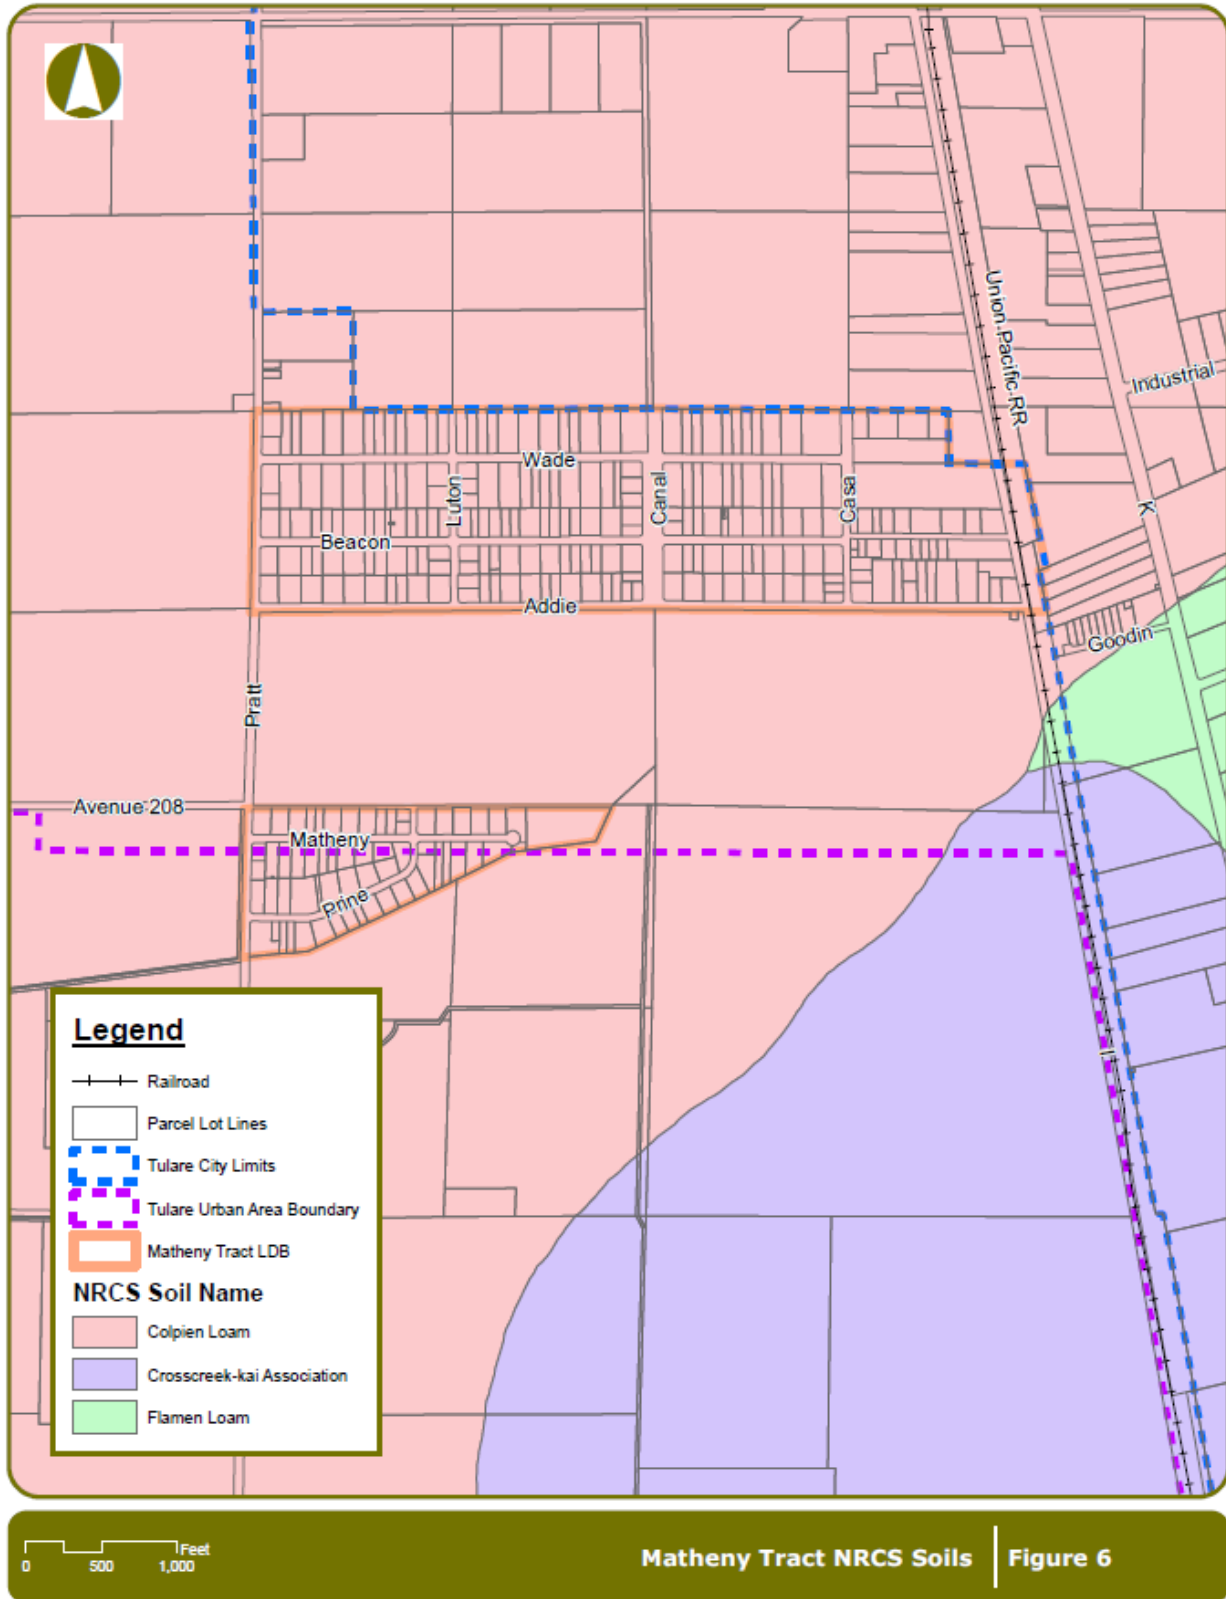 Union Pacific RR
Industrial
Wade
Luton
Canal
Casa
K
Beacon
Addie
Goodin
Pratt
Avenue 208
Matheny
Prine
I
Legend
Railroad
Parcel Lot Lines
Tulare City Limits
Tulare Urban Area Boundary
Matheny Tract LDB
NRCS Soil Name
Colpien Loam
Crosscreek-kai Association
Flamen Loam
Feet
0 500 1,000
Matheny Tract NRCS Soils
Figure 6